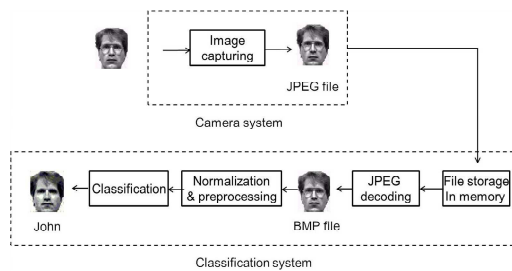 Image
capturing
JPEG file
Camera system
Classification
Normalization
& preprocessing
JPEG
decoding
File storage
In memory
John
BMP file
Classification system